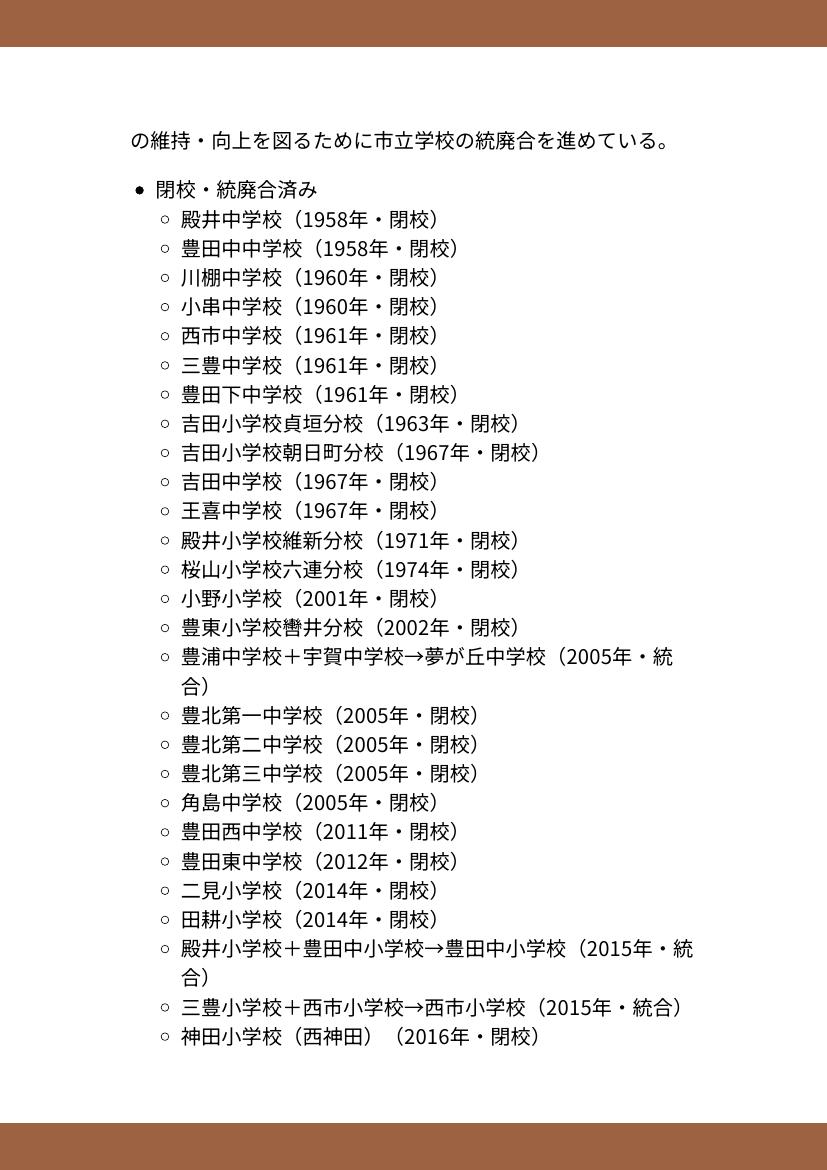 の維持・向上を図るために市立学校の統廃合を進めている。
● 閉校・統廃合済み
○ 殿井中学校（1958年・閉校）
○ 豊田中中学校（1958年・閉校）
○ 川棚中学校（1960年・閉校）
○ 小串中学校（1960年・閉校）
○ 西市中学校（1961年・閉校）
○ 三豊中学校（1961年・閉校）
○ 豊田下中学校（1961年・閉校）
○ 吉田小学校貞垣分校（1963年・閉校）
○ 吉田小学校朝日町分校（1967年・閉校）
○ 吉田中学校（1967年・閉校）
○ 王喜中学校（1967年・閉校）
○ 殿井小学校維新分校（1971年・閉校）
○ 桜山小学校六連分校（1974年・閉校）
○ 小野小学校（2001年・閉校）
○ 豊東小学校轡井分校（2002年・閉校）
○ 豊浦中学校＋宇賀中学校→夢が丘中学校（2005年・統
合）
○ 豊北第一中学校（2005年・閉校）
○ 豊北第二中学校（2005年・閉校）
○ 豊北第三中学校（2005年・閉校）
○ 角島中学校（2005年・閉校）
○ 豊田西中学校（2011年・閉校）
○ 豊田東中学校（2012年・閉校）
○ 二見小学校（2014年・閉校）
○ 田耕小学校（2014年・閉校）
○ 殿井小学校＋豊田中小学校→豊田中小学校（2015年・統
合）
○ 三豊小学校＋西市小学校→西市小学校（2015年・統合）
○ 神田小学校（西神田）（2016年・閉校）